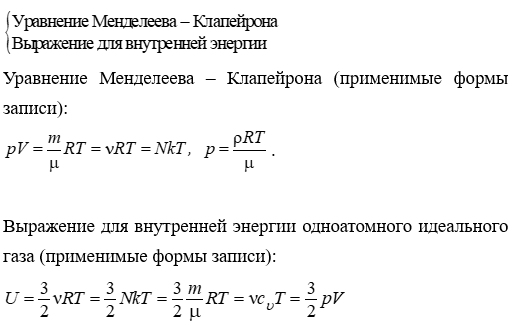 Уравнение Менделеева – Клапейрона
Выражение для внутренней энергии
Уравнение Менделеева – Клапейрона (применимые формы
записи):
pV = m/μ RT = νRT = NkT, p = ρRT/μ .
Выражение для внутренней энергии одноатомного идеального
газа (применимые формы записи):
U = 3/2 νRT = 3/2 NkT = 3/2 m/μ RT = νc_υT = 3/2 pV